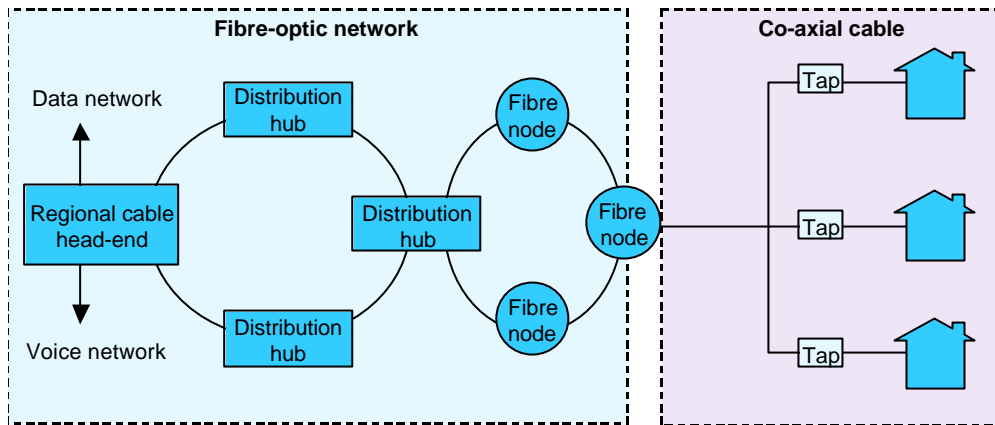 Fibre-optic network
Co-axial cable
Data network
Distribution
hub
Fibre
node
Tap
Regional cable
head-end
Distribution
hub
Fibre
node
Tap
Voice network
Distribution
hub
Fibre
node
Tap